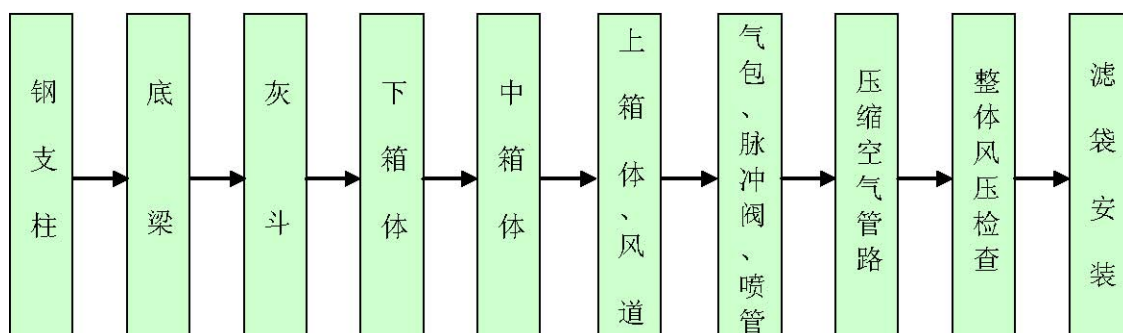 钢支柱
底梁
灰斗
下箱体
中箱体
上箱体、风道
气包、脉冲阀、喷管
压缩空气管路
整体风压检查
滤袋安装